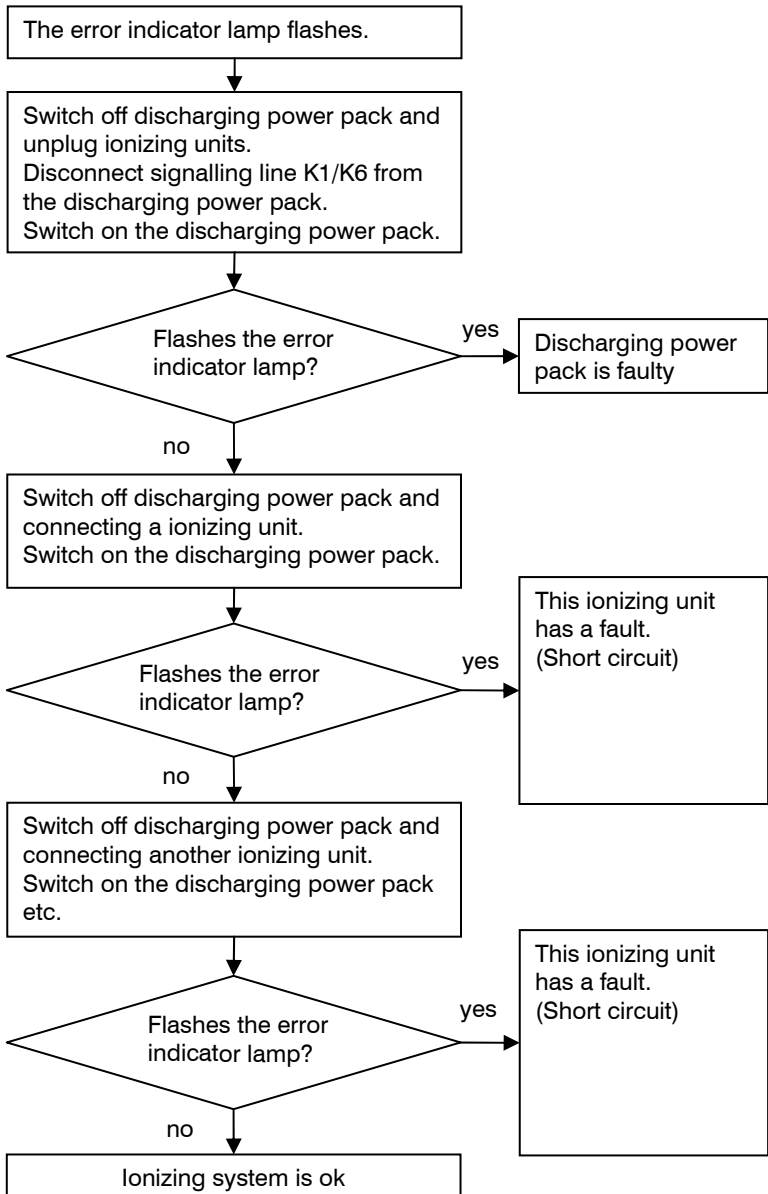 The error indicator lamp flashes.
Switch off discharging power pack and
unplug ionizing units.
Disconnect signalling line K1/K6 from
the discharging power pack.
Switch on the discharging power pack.
Flashes the error
indicator lamp?
yes
Discharging power
pack is faulty
no
Switch off discharging power pack and
connecting a ionizing unit.
Switch on the discharging power pack.
Flashes the error
indicator lamp?
yes
This ionizing unit
has a fault.
(Short circuit)
no
Switch off discharging power pack and
connecting another ionizing unit.
Switch on the discharging power pack
etc.
Flashes the error
indicator lamp?
yes
This ionizing unit
has a fault.
(Short circuit)
no
Ionizing system is ok